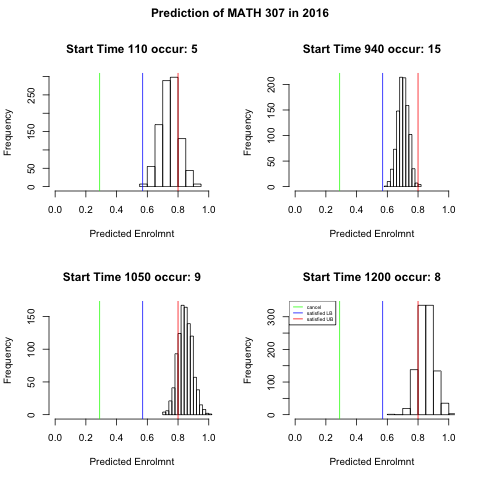 Prediction of MATH 307 in 2016
Start Time 110 occur: 5
Frequency
0
50
150
250
0.0 0.2 0.4 0.6 0.8 1.0
Predicted Enrolmnt
Start Time 940 occur: 15
Frequency
0
50
100
150
200
0.0 0.2 0.4 0.6 0.8 1.0
Predicted Enrolmnt
Start Time 1050 occur: 9
Frequency
0
50
100
150
0.0 0.2 0.4 0.6 0.8 1.0
Predicted Enrolmnt
Start Time 1200 occur: 8
cancel
satisfied LB
satisfied UB
Frequency
0
100
200
300
0.0 0.2 0.4 0.6 0.8 1.0
Predicted Enrolmnt